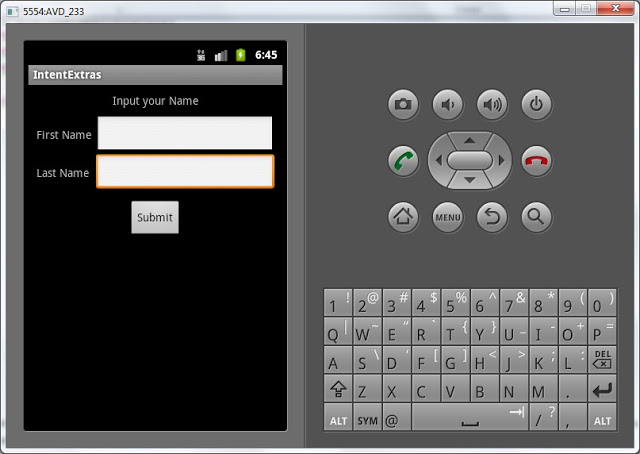 5554:AVD_233
3G 6:45
IntentExtras
Input your Name
First Name
Last Name
Submit
MENU
1 ! 2 @ 3 # 4 $ 5 % 6 ^ 7 & 8 * 9 ( 0 )
Q | W ~ E " R ` T { Y } U _ I - O + P =
A S \ D ' F [ G ] H < J > K ; L : DEL
Z X C V B N M .
ALT SYM @ / ? , ALT